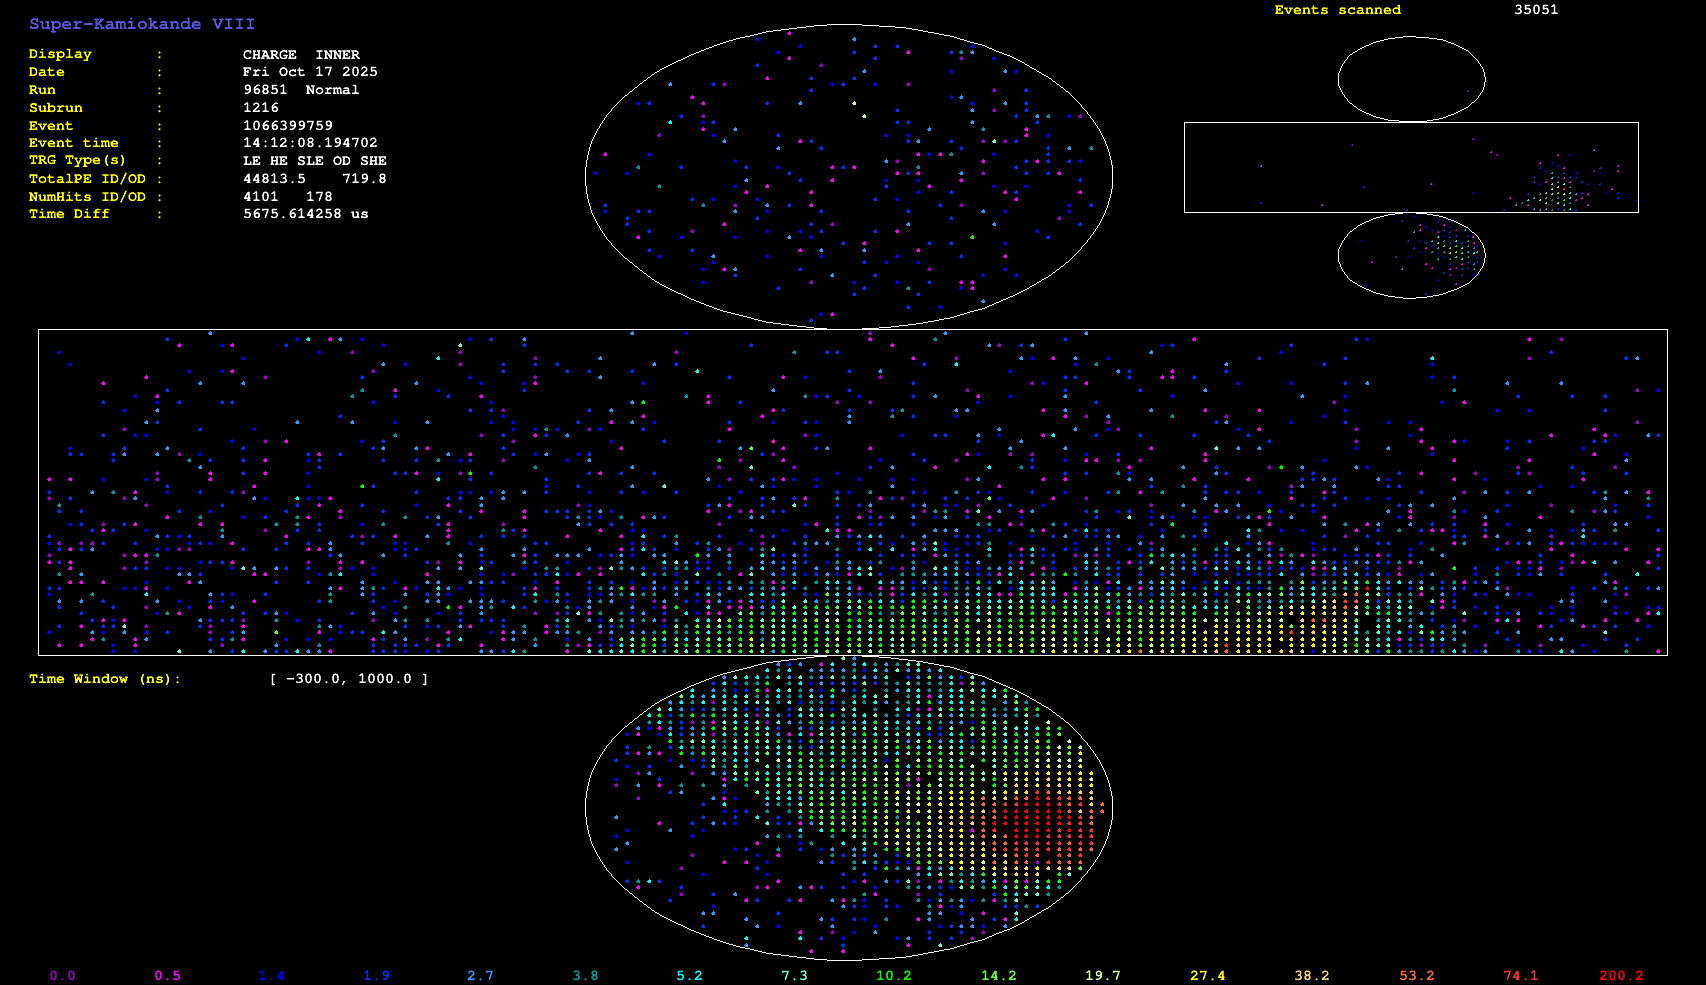 Super-Kamiokande VIII
Events scanned 35051
Display : CHARGE INNER
Date : Fri Oct 17 2025
Run : 96851 Normal
Subrun : 1216
Event : 1066399759
Event time : 14:12:08.194702
TRG Type(s) : LE HE SLE OD SHE
TotalPE ID/OD : 44813.5 719.8
NumHits ID/OD : 4101 178
Time Diff : 5675.614258 us
Time Window (ns): [ -300.0, 1000.0 ]
0.0 0.5 1.4 1.9 2.7 3.8 5.2 7.3 10.2 14.2 19.7 27.4 38.2 53.2 74.1 200.2